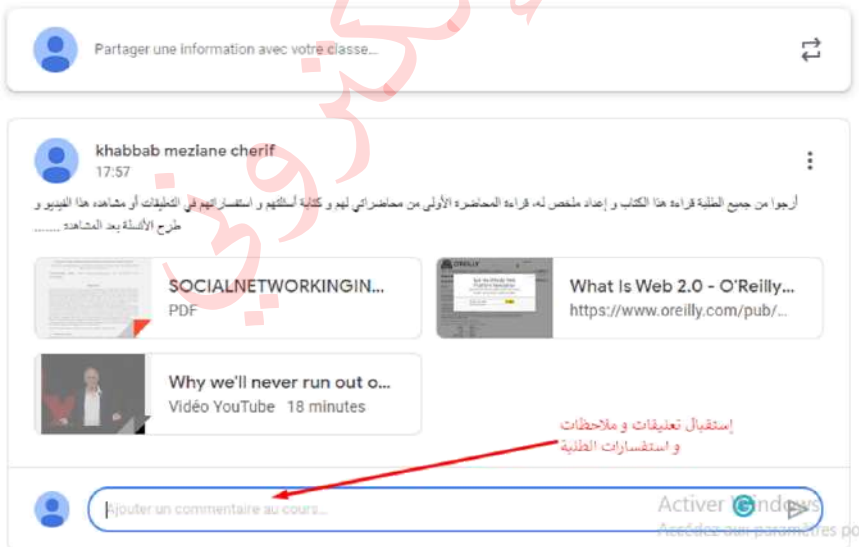 Partager une information avec votre classe...
khabbab meziane cherif
17:57
أرجوا من جميع الطلبة قراءة هذا الكتاب و إعداد ملخص له، قراءة المحاضرة الأولى من محاضراتي لهم و كتابة أسئلتهم و استفساراتهم في التعليقات أو مشاهده هذا الفيديو و
طرح الأسئلة بعد المشاهدة .......
SOCIALNETWORKINGIN...
PDF
What Is Web 2.0 - O'Reilly...
https://www.oreilly.com/pub/...
Why we'll never run out o...
Vidéo YouTube 18 minutes
إستقبال تعليقات و ملاحظات
و استفسارات الطلبة
Ajouter un commentaire au cours...
Activer Windows
Accédez aux paramètres po